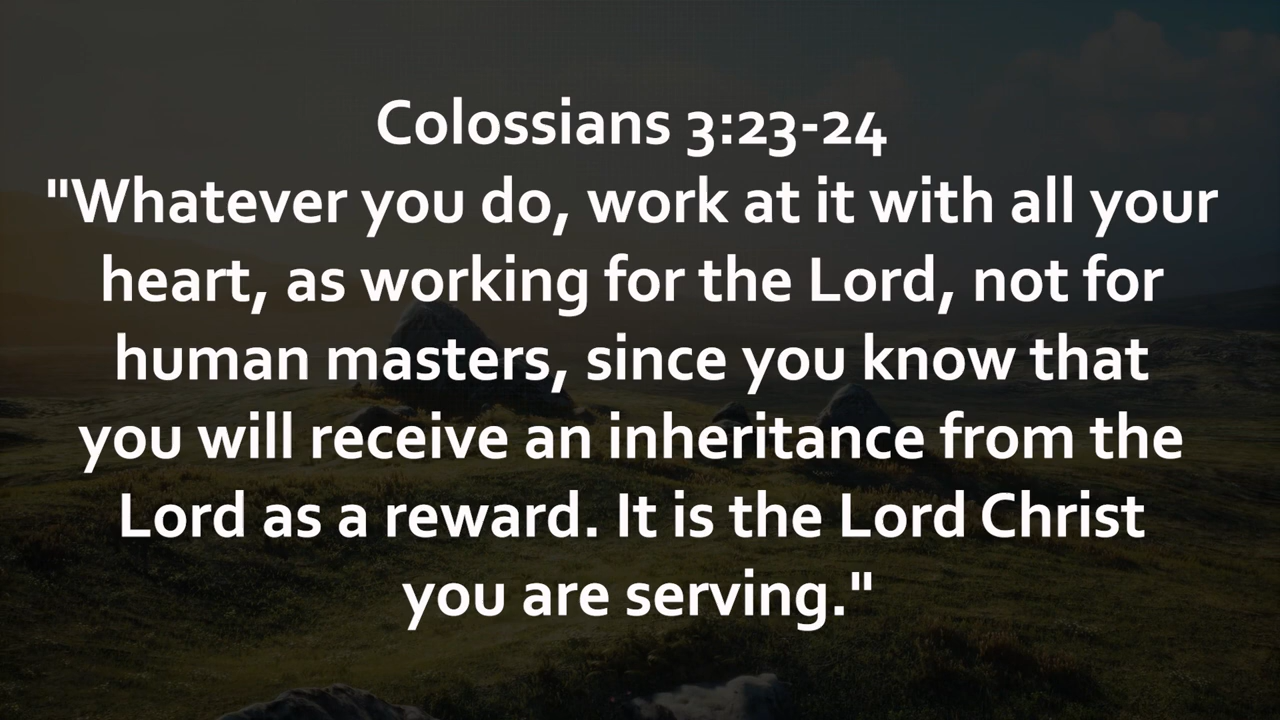 Colossians 3:23-24
"Whatever you do, work at it with all your
heart, as working for the Lord, not for
human masters, since you know that
you will receive an inheritance from the
Lord as a reward. It is the Lord Christ
you are serving."